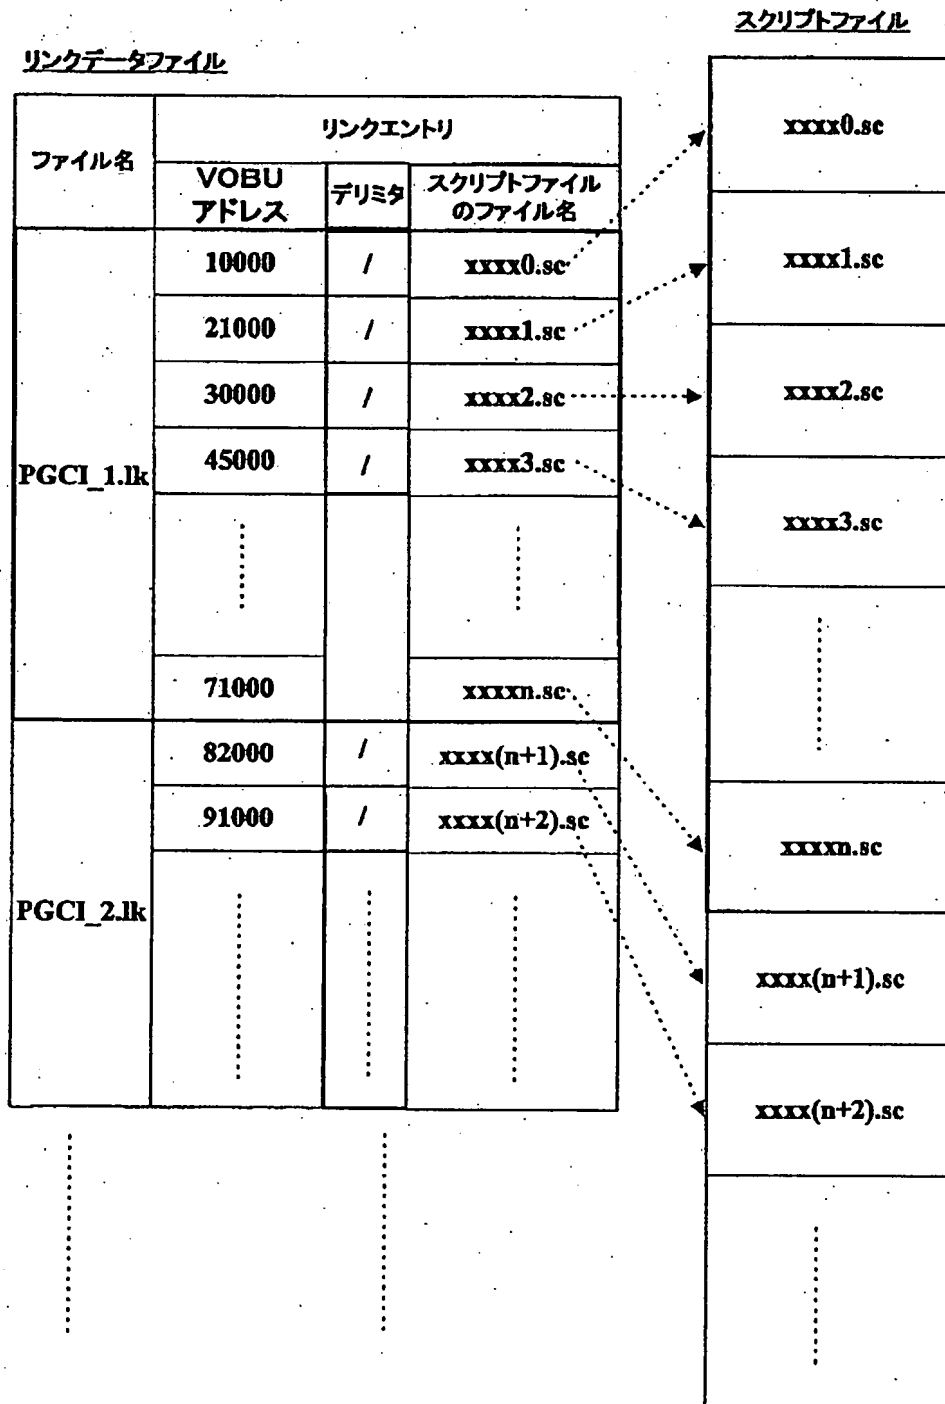 スクリプトファイル
リンクデータファイル
ファイル名
リンクエントリ
VOBU
アドレス
デリミタ
スクリプトファイル
のファイル名
PGCI_1.lk
10000 / xxxx0.sc
21000 / xxxx1.sc
30000 / xxxx2.sc
45000 / xxxx3.sc
71000 xxxxn.sc
PGCI_2.lk
82000 / xxxx(n+1).sc
91000 / xxxx(n+2).sc
xxxx0.sc
xxxx1.sc
xxxx2.sc
xxxx3.sc
xxxxn.sc
xxxx(n+1).sc
xxxx(n+2).sc